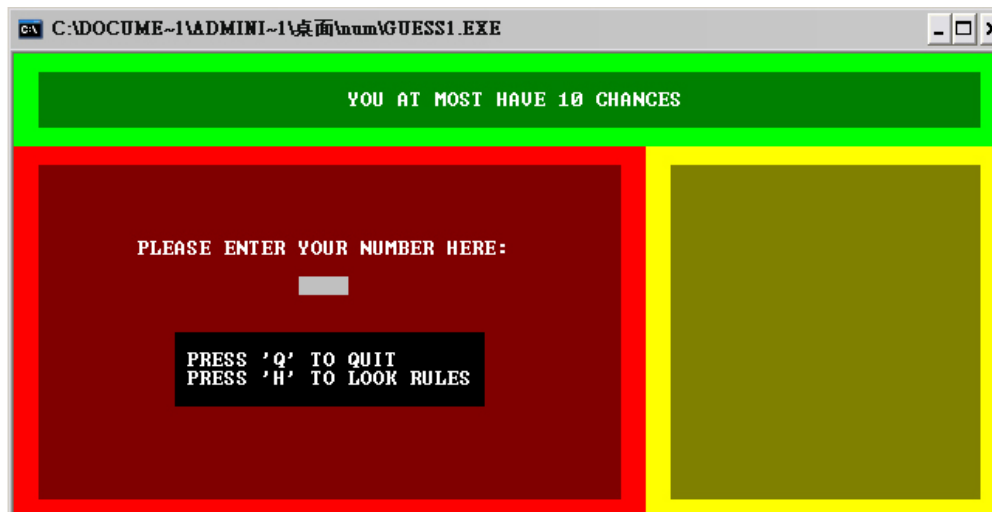 C:\DOCUME~1\ADMINI~1\桌面\num\GUESS1.EXE
YOU AT MOST HAVE 10 CHANCES
PLEASE ENTER YOUR NUMBER HERE:
PRESS 'Q' TO QUIT
PRESS 'H' TO LOOK RULES